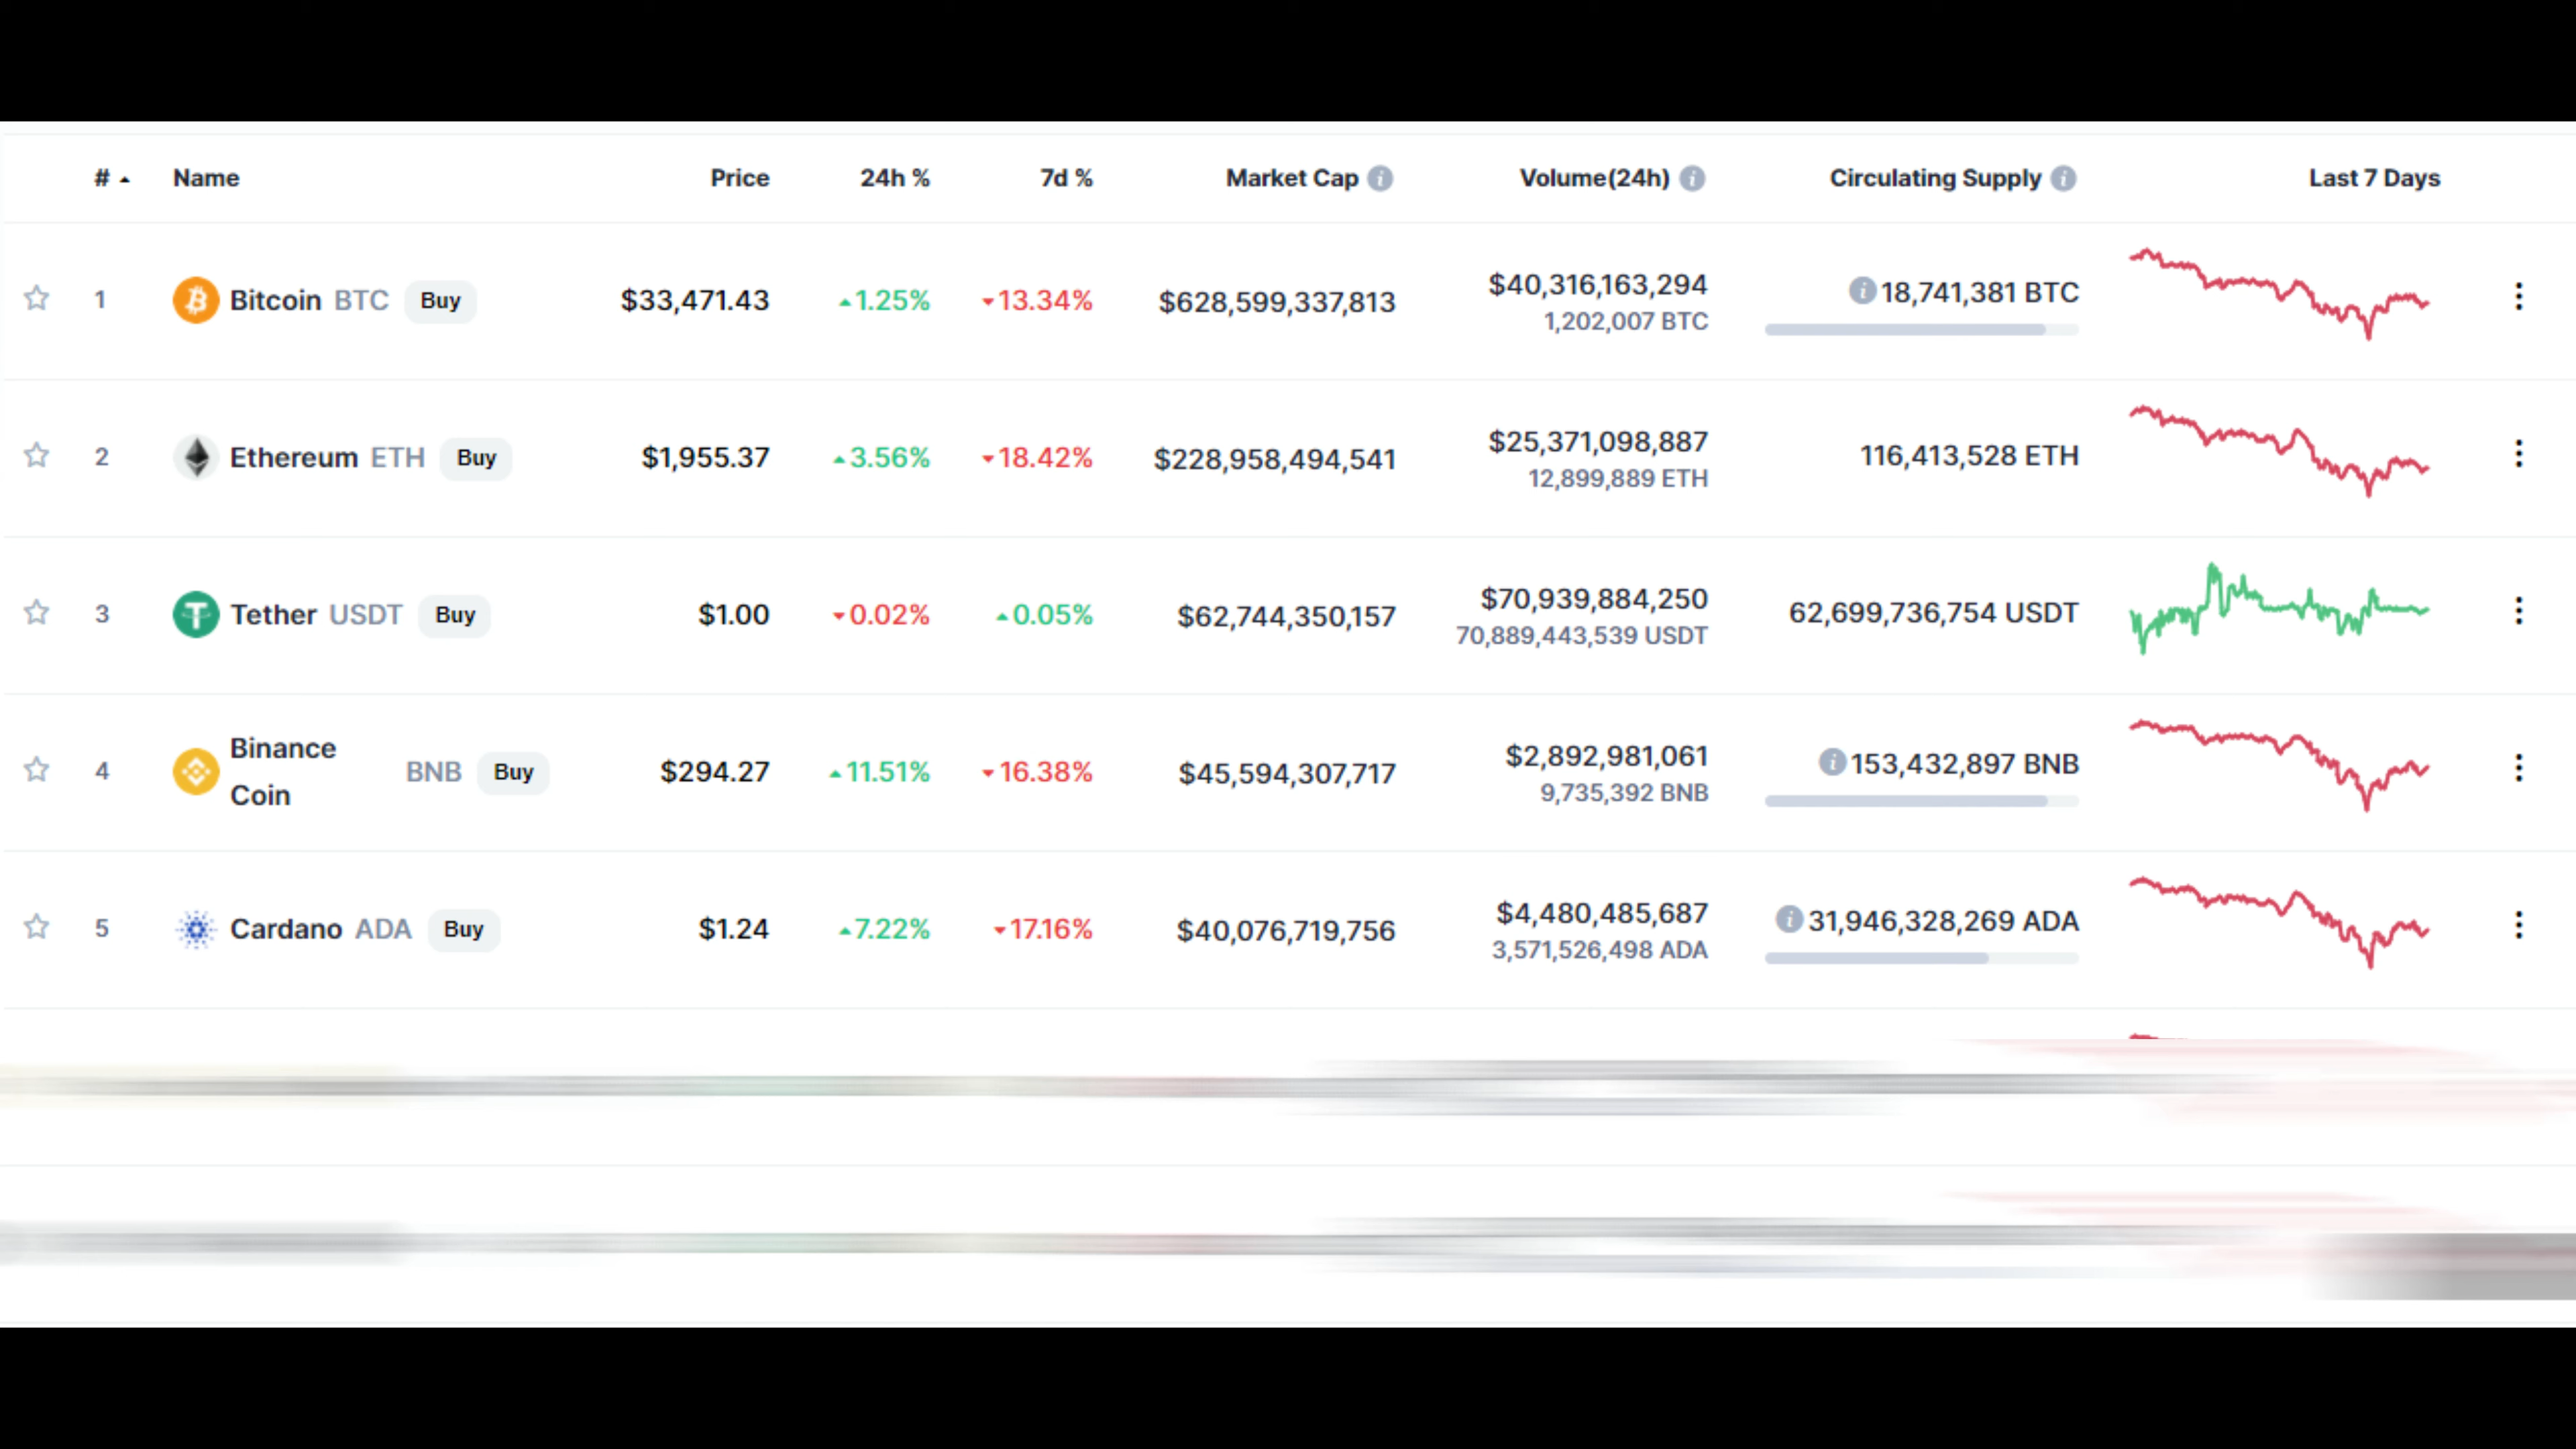 # Name Price 24h % 7d % Market Cap Volume(24h) Circulating Supply Last 7 Days
1 Bitcoin BTC Buy $33,471.43 1.25% 13.34% $628,599,337,813 $40,316,163,294 18,741,381 BTC
1,202,007 BTC
2 Ethereum ETH Buy $1,955.37 3.56% 18.42% $228,958,494,541 $25,371,098,887 116,413,528 ETH
12,899,889 ETH
3 Tether USDT Buy $1.00 0.02% 0.05% $62,744,350,157 $70,939,884,250 62,699,736,754 USDT
70,889,443,539 USDT
4 Binance Coin BNB Buy $294.27 11.51% 16.38% $45,594,307,717 $2,892,981,061 153,432,897 BNB
9,735,392 BNB
5 Cardano ADA Buy $1.24 7.22% 17.16% $40,076,719,756 $4,480,485,687 31,946,328,269 ADA
3,571,526,498 ADA